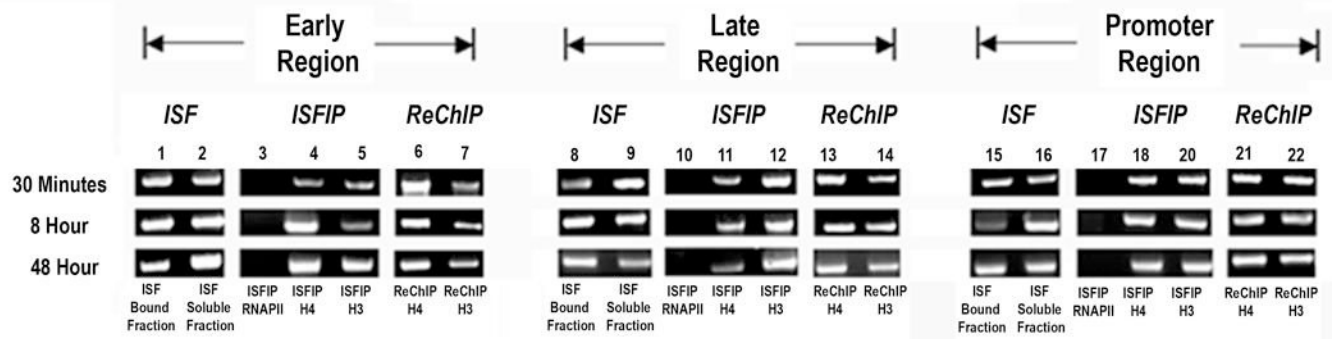 Early Region
Late Region
Promoter Region
ISF ISFIP ReChIP ISF ISFIP ReChIP ISF ISFIP ReChIP
1 2 3 4 5 6 7 8 9 10 11 12 13 14 15 16 17 18 20 21 22
30 Minutes
8 Hour
48 Hour
ISF Bound Fraction
ISF Soluble Fraction
ISFIP RNAPII
ISFIP H4
ISFIP H3
ReChIP H4
ReChIP H3
ISF Bound Fraction
ISF Soluble Fraction
ISFIP RNAPII
ISFIP H4
ISFIP H3
ReChIP H4
ReChIP H3
ISF Bound Fraction
ISF Soluble Fraction
ISFIP RNAPII
ISFIP H4
ISFIP H3
ReChIP H4
ReChIP H3